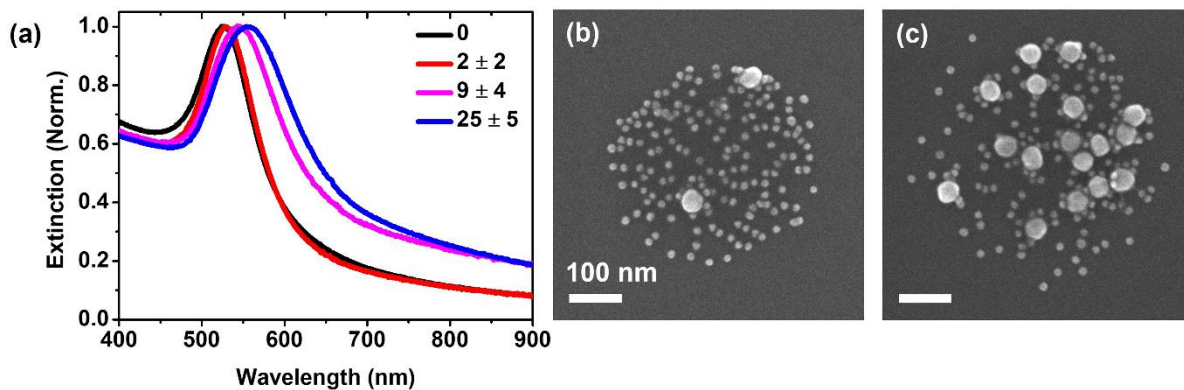 (a)
Extinction (Norm.)
1.0
0.8
0.6
0.4
0.2
0.0
0
2 ± 2
9 ± 4
25 ± 5
400 500 600 700 800 900
Wavelength (nm)
(b)
100 nm
(c)